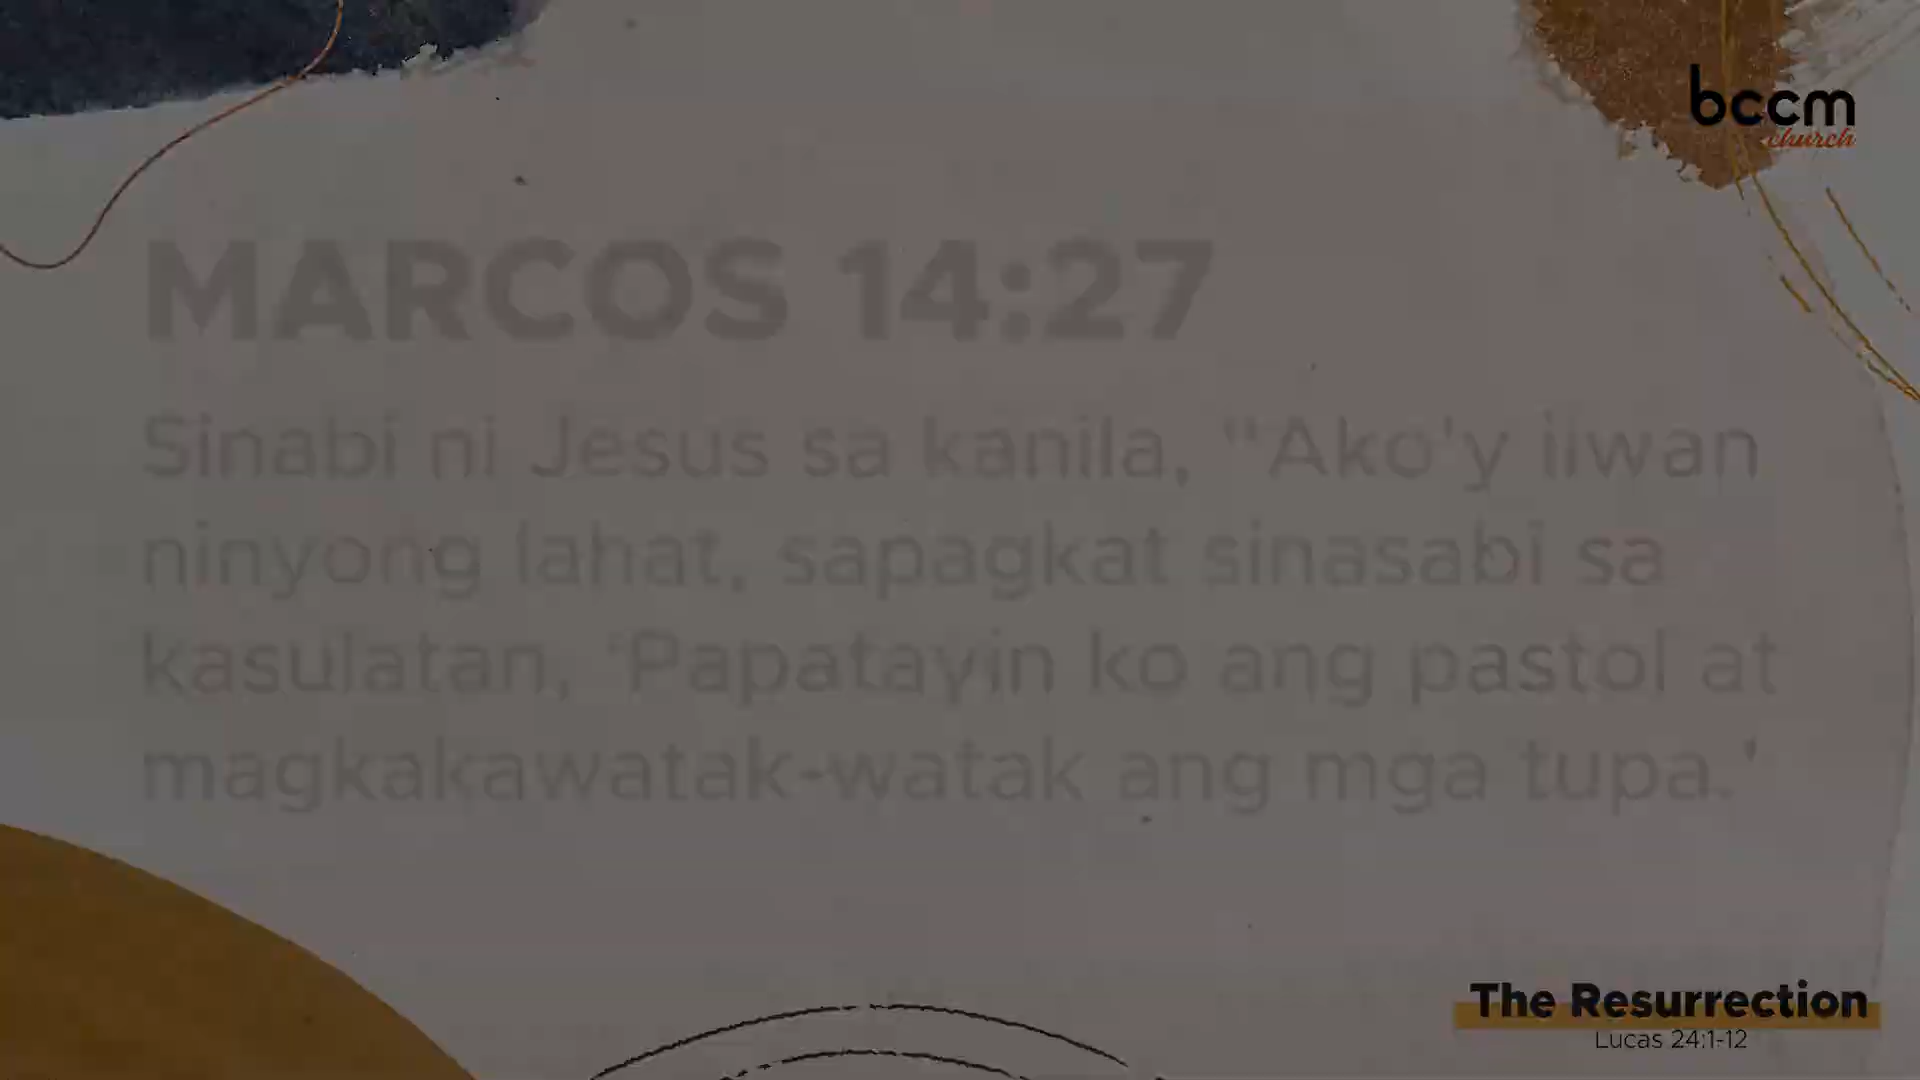 bccm
church
MARCOS 14:27
Sinabi ni Jesus sa kanila, "Ako'y iiwan
ninyong lahat, sapagkat sinasabi sa
kasulatan, 'Papatayin ko ang pastol at
magkakawatak-watak ang mga tupa.'
The Resurrection
Lucas 24:1-12